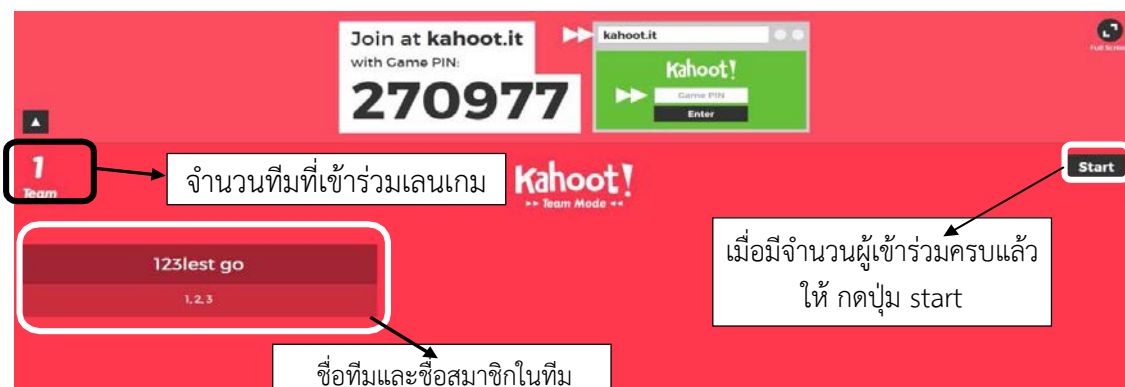 Join at kahoot.it
with Game PIN:
270977
kahoot.it
Kahoot!
Game PIN
Enter
Full Screen
1
Team
จำนวนทีมที่เข้าร่วมเลนเกม
Kahoot!
Team Mode
Start
เมื่อมีจำนวนผู้เข้าร่วมครบแล้ว
ให้ กดปุ่ม start
123lest go
1, 2, 3
ชื่อทีมและชื่อสมาชิกในทีม